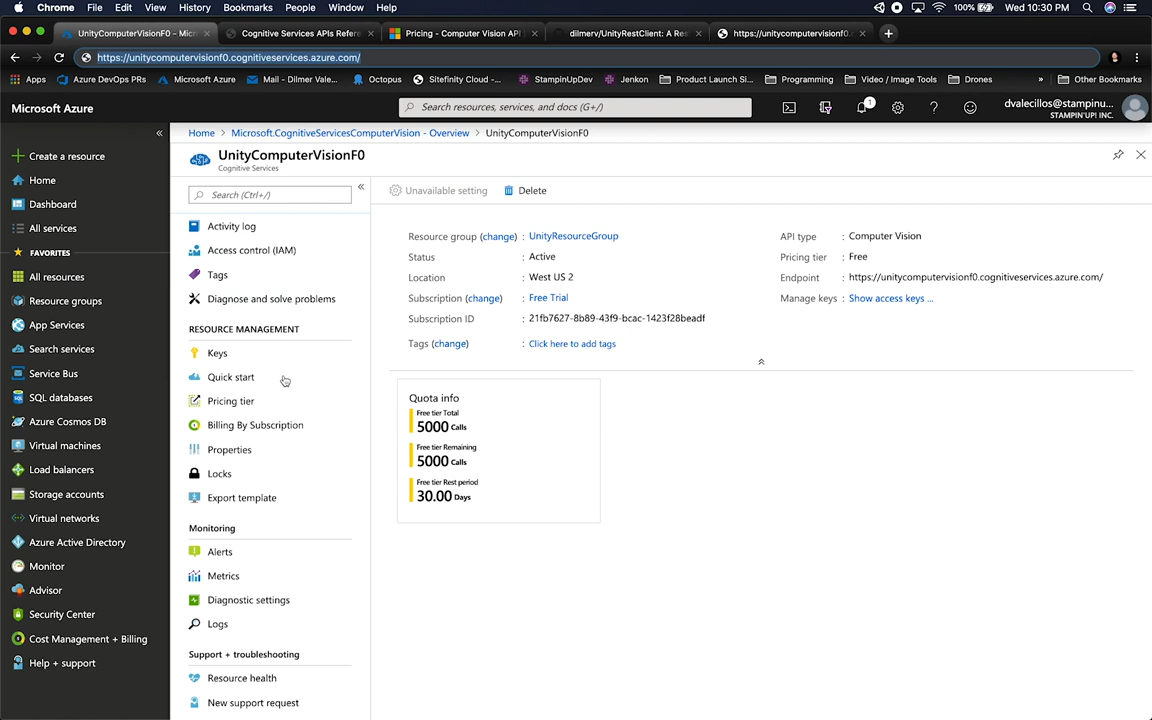 Chrome File Edit View History Bookmarks People Window Help 100% Wed 10:30 PM
UnityComputerVisionF0 - Micr
Cognitive Services APIs Refere
Pricing - Computer Vision API
dilmerv/UnityRestClient: A Res
https://unitycomputervisionf0.
https://unitycomputervisionf0.cognitiveservices.azure.com/
Apps Azure DevOps PRs Microsoft Azure Mail - Dilmer Vale... Octopus Sitefinity Cloud -... StampinUpDev Jenkon Product Launch Si... Programming Video / Image Tools Drones » Other Bookmarks
Microsoft Azure
Search resources, services, and docs (G+/)
1
dvalecillos@stampinu...
STAMPIN'UP! INC.
«
Create a resource
Home
Dashboard
All services
FAVORITES
All resources
Resource groups
App Services
Search services
Service Bus
SQL databases
Azure Cosmos DB
Virtual machines
Load balancers
Storage accounts
Virtual networks
Azure Active Directory
Monitor
Advisor
Security Center
Cost Management + Billing
Help + support
Home > Microsoft.CognitiveServicesComputerVision - Overview > UnityComputerVisionF0
UnityComputerVisionF0
Cognitive Services
Search (Ctrl+/)
«
Activity log
Access control (IAM)
Tags
Diagnose and solve problems
RESOURCE MANAGEMENT
Keys
Quick start
Pricing tier
Billing By Subscription
Properties
Locks
Export template
Monitoring
Alerts
Metrics
Diagnostic settings
Logs
Support + troubleshooting
Resource health
New support request
Unavailable setting Delete
Resource group (change) : UnityResourceGroup
Status : Active
Location : West US 2
Subscription (change) : Free Trial
Subscription ID : 21fb7627-8b89-43f9-bcac-1423f28beadf
Tags (change) : Click here to add tags
API type : Computer Vision
Pricing tier : Free
Endpoint : https://unitycomputervisionf0.cognitiveservices.azure.com/
Manage keys : Show access keys ...
Quota info
Free tier Total
5000 Calls
Free tier Remaining
5000 Calls
Free tier Rest period
30.00 Days